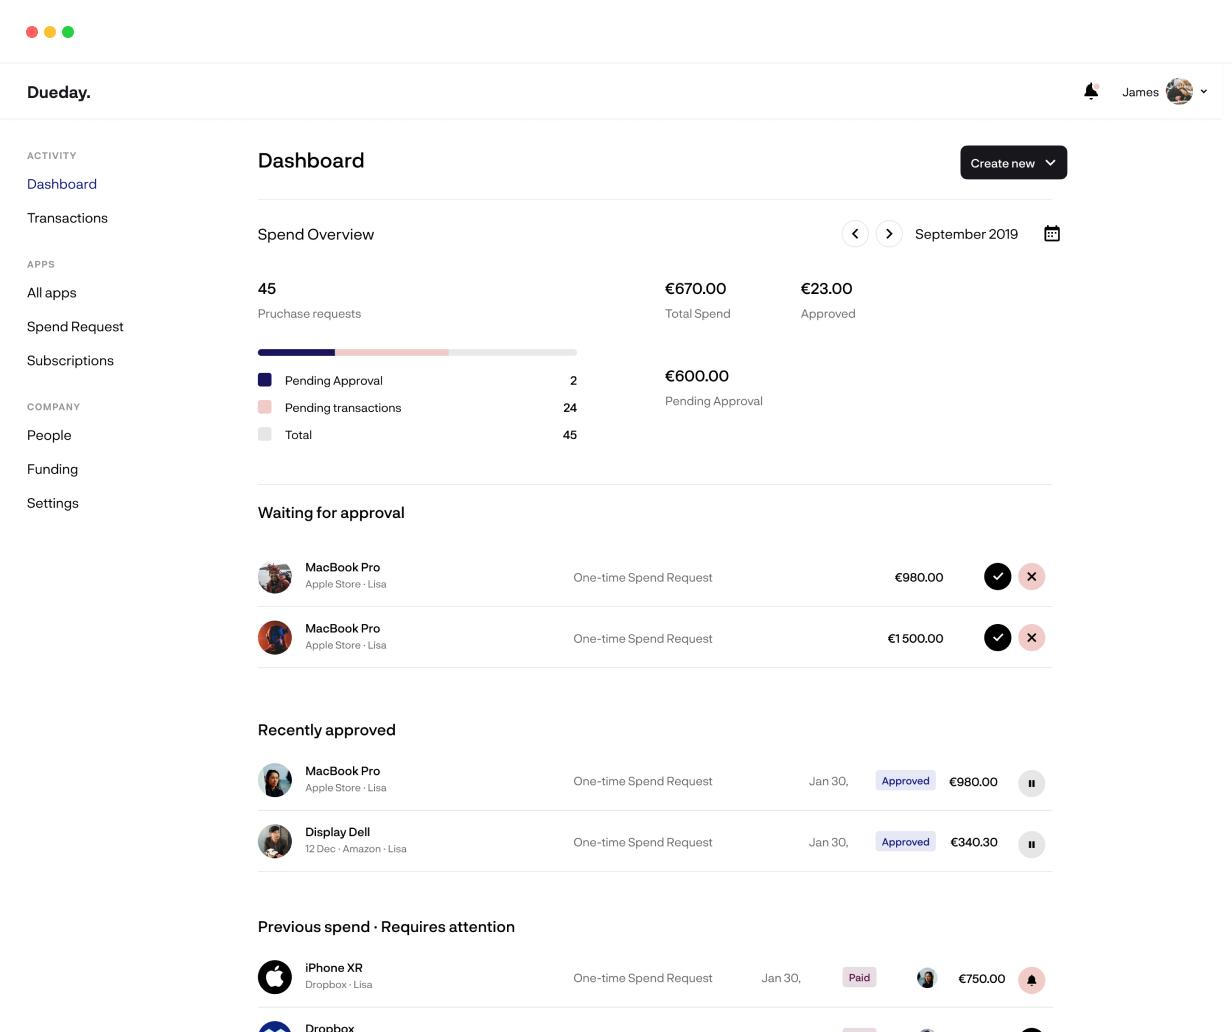 Dueday.
James
ACTIVITY
Dashboard
Transactions
APPS
All apps
Spend Request
Subscriptions
COMPANY
People
Funding
Settings
Dashboard
Create new
Spend Overview
September 2019
45
Pruchase requests
€670.00
Total Spend
€23.00
Approved
Pending Approval 2
Pending transactions 24
Total 45
€600.00
Pending Approval
Waiting for approval
MacBook Pro
Apple Store · Lisa
One-time Spend Request
€980.00
MacBook Pro
Apple Store · Lisa
One-time Spend Request
€1 500.00
Recently approved
MacBook Pro
Apple Store · Lisa
One-time Spend Request
Jan 30,
Approved
€980.00
Display Dell
12 Dec · Amazon · Lisa
One-time Spend Request
Jan 30,
Approved
€340.30
Previous spend · Requires attention
iPhone XR
Dropbox · Lisa
One-time Spend Request
Jan 30,
Paid
€750.00
Dropbox